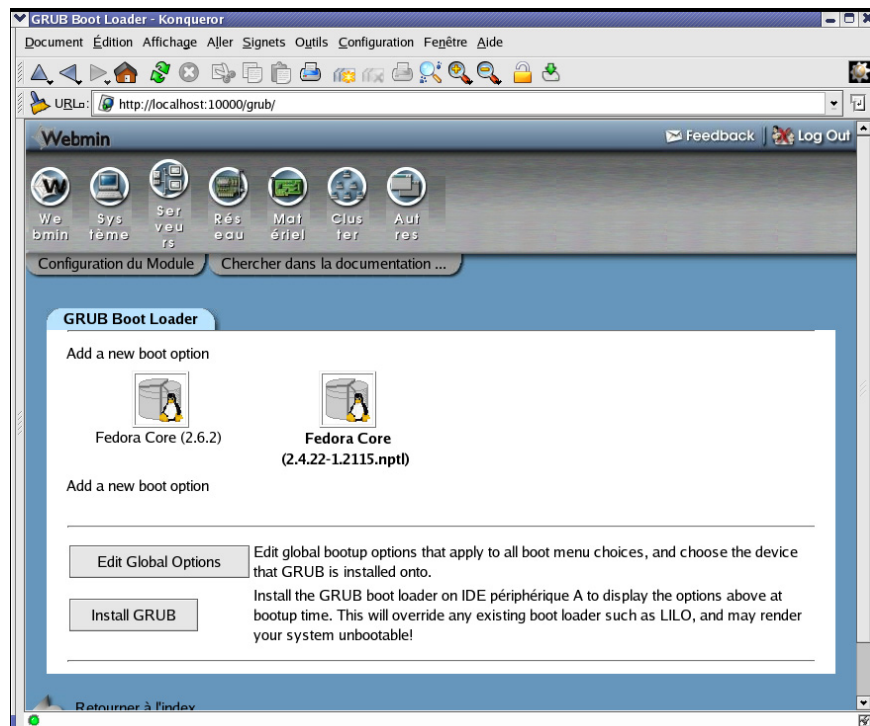 GRUB Boot Loader - Konqueror
Document Édition Affichage Aller Signets Outils Configuration Fenêtre Aide
URL: http://localhost:10000/grub/
Webmin
Feedback Log Out
We
bmin
Sys
tème
Ser
veu
rs
Rés
eau
Mat
ériel
Clus
ter
Aut
res
Configuration du Module
Chercher dans la documentation ...
GRUB Boot Loader
Add a new boot option
Fedora Core (2.6.2)
Fedora Core
(2.4.22-1.2115.nptl)
Add a new boot option
Edit Global Options
Edit global bootup options that apply to all boot menu choices, and choose the device
that GRUB is installed onto.
Install GRUB
Install the GRUB boot loader on IDE périphérique A to display the options above at
bootup time. This will override any existing boot loader such as LILO, and may render
your system unbootable!
Retourner à l'index